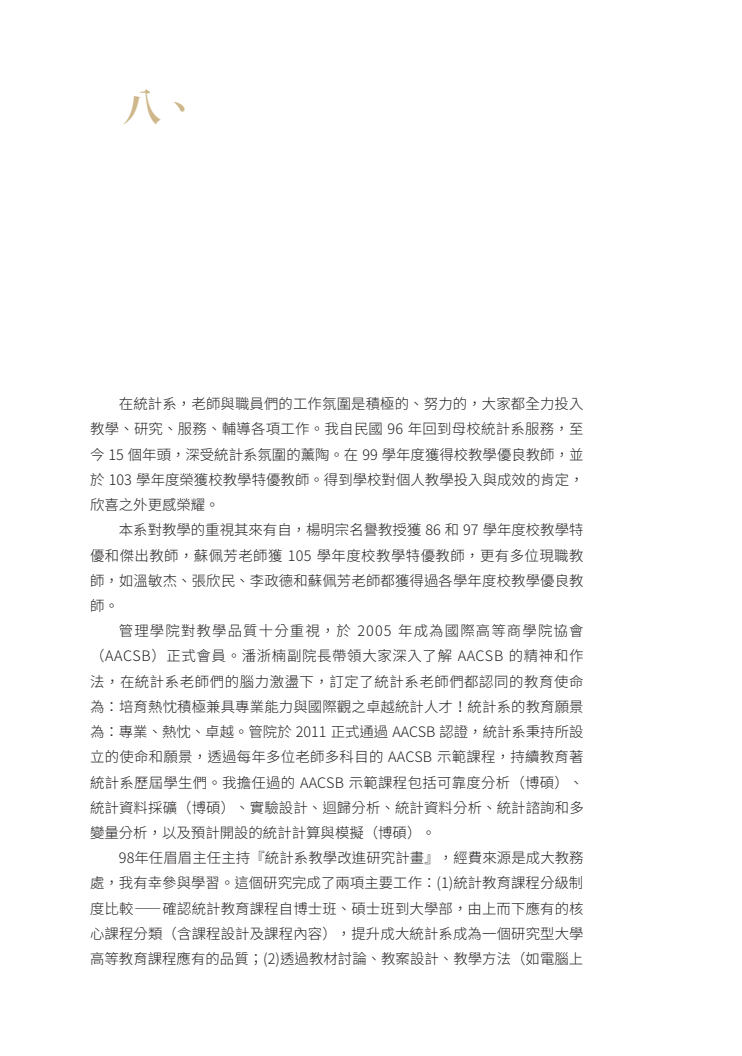 八、
在統計系，老師與職員們的工作氛圍是積極的、努力的，大家都全力投入
教學、研究、服務、輔導各項工作。我自民國 96 年回到母校統計系服務，至
今 15 個年頭，深受統計系氛圍的薰陶。在 99 學年度獲得校教學優良教師，並
於 103 學年度榮獲校教學特優教師。得到學校對個人教學投入與成效的肯定，
欣喜之外更感榮耀。
本系對教學的重視其來有自，楊明宗名譽教授獲 86 和 97 學年度校教學特
優和傑出教師，蘇佩芳老師獲 105 學年度校教學特優教師，更有多位現職教
師，如溫敏杰、張欣民、李政德和蘇佩芳老師都獲得過各學年度校教學優良教
師。
管理學院對教學品質十分重視，於 2005 年成為國際高等商學院協會
（AACSB）正式會員。潘浙楠副院長帶領大家深入了解 AACSB 的精神和作
法，在統計系老師們的腦力激盪下，訂定了統計系老師們都認同的教育使命
為：培育熱忱積極兼具專業能力與國際觀之卓越統計人才！統計系的教育願景
為：專業、熱忱、卓越。管院於 2011 正式通過 AACSB 認證，統計系秉持所設
立的使命和願景，透過每年多位老師多科目的 AACSB 示範課程，持續教育著
統計系歷屆學生們。我擔任過的 AACSB 示範課程包括可靠度分析（博碩）、
統計資料採礦（博碩）、實驗設計、迴歸分析、統計資料分析、統計諮詢和多
變量分析，以及預計開設的統計計算與模擬（博碩）。
98年任眉眉主任主持『統計系教學改進研究計畫』，經費來源是成大教務
處，我有幸參與學習。這個研究完成了兩項主要工作：(1)統計教育課程分級制
度比較——確認統計教育課程自博士班、碩士班到大學部，由上而下應有的核
心課程分類（含課程設計及課程內容），提升成大統計系成為一個研究型大學
高等教育課程應有的品質；(2)透過教材討論、教案設計、教學方法（如電腦上